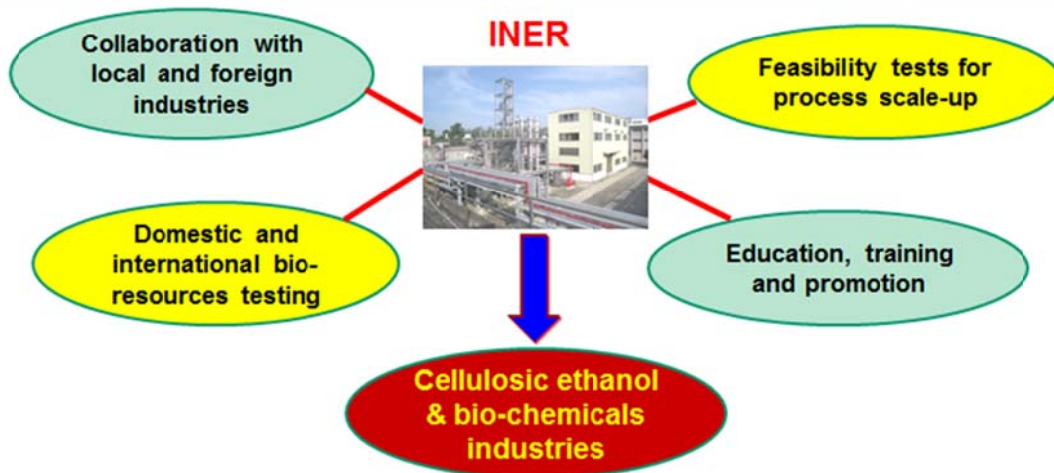 INER
Collaboration with
local and foreign
industries
Feasibility tests for
process scale-up
Domestic and
international bio-
resources testing
Education, training
and promotion
Cellulosic ethanol
& bio-chemicals
industries